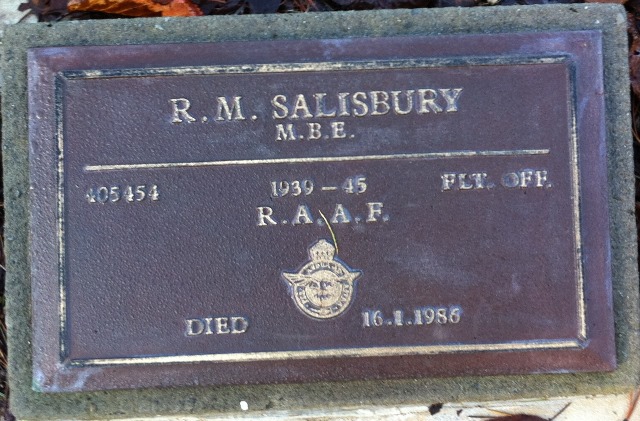 R. M. SALISBURY
M.B.E.
405454 1939 – 45 FLT. OFF.
R.A.A.F.
DIED 16.1.1986